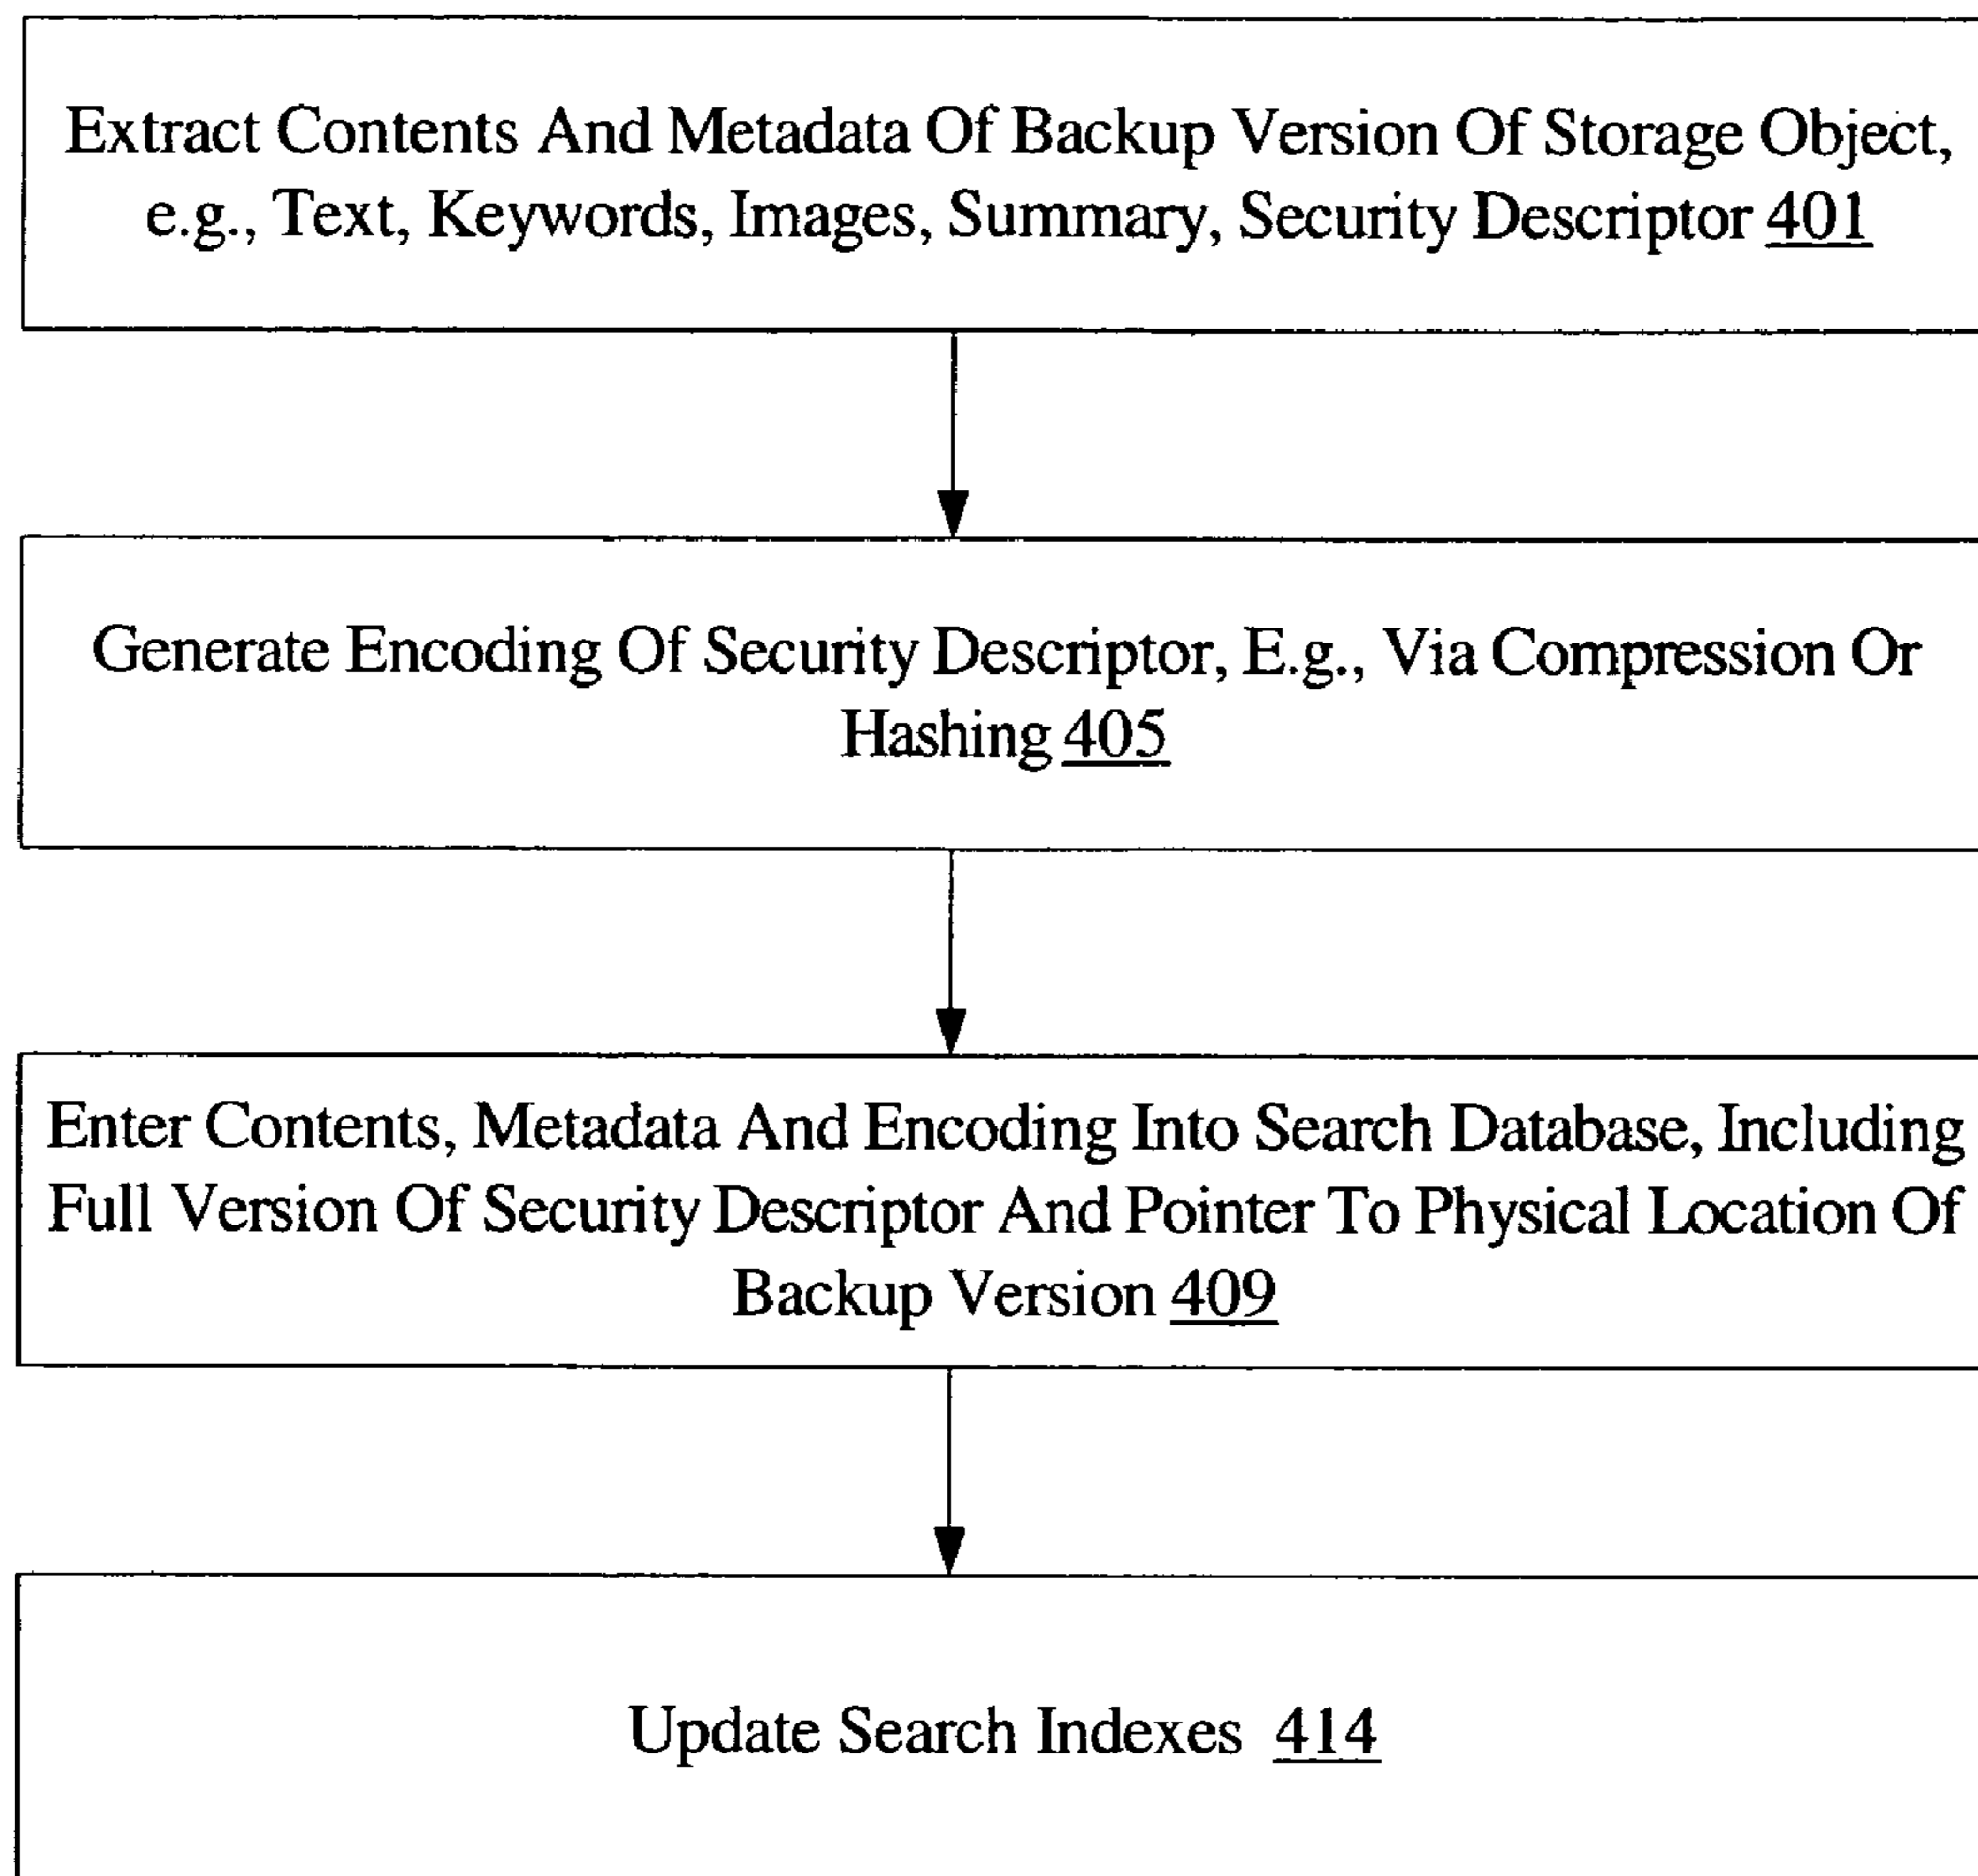 Extract Contents And Metadata Of Backup Version Of Storage Object,
e.g., Text, Keywords, Images, Summary, Security Descriptor 401
Generate Encoding Of Security Descriptor, E.g., Via Compression Or
Hashing 405
Enter Contents, Metadata And Encoding Into Search Database, Including
Full Version Of Security Descriptor And Pointer To Physical Location Of
Backup Version 409
Update Search Indexes 414